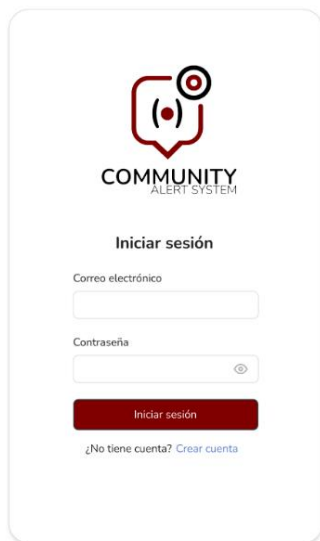 COMMUNITY
ALERT SYSTEM
Iniciar sesión
Correo electrónico
Contraseña
Iniciar sesión
¿No tiene cuenta? Crear cuenta